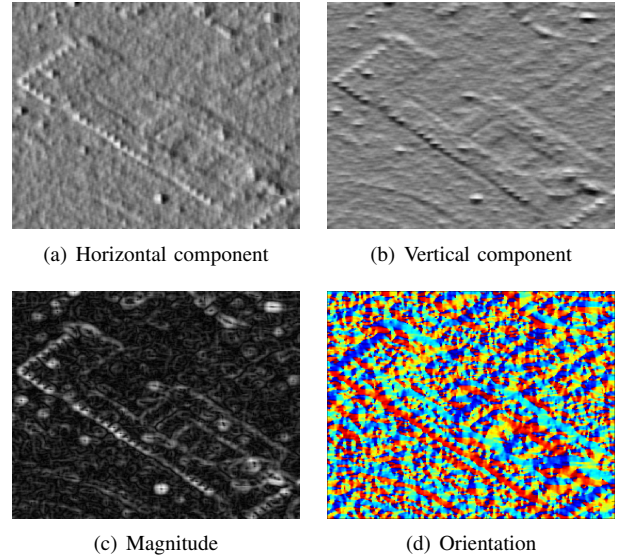 (a) Horizontal component
(b) Vertical component
(c) Magnitude
(d) Orientation